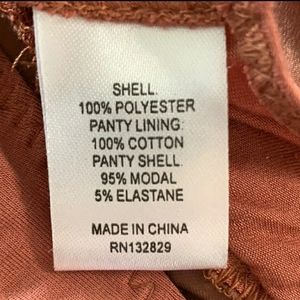 SHELL:
100% POLYESTER
PANTY LINING:
100% COTTON
PANTY SHELL:
95% MODAL
5% ELASTANE
MADE IN CHINA
RN132829